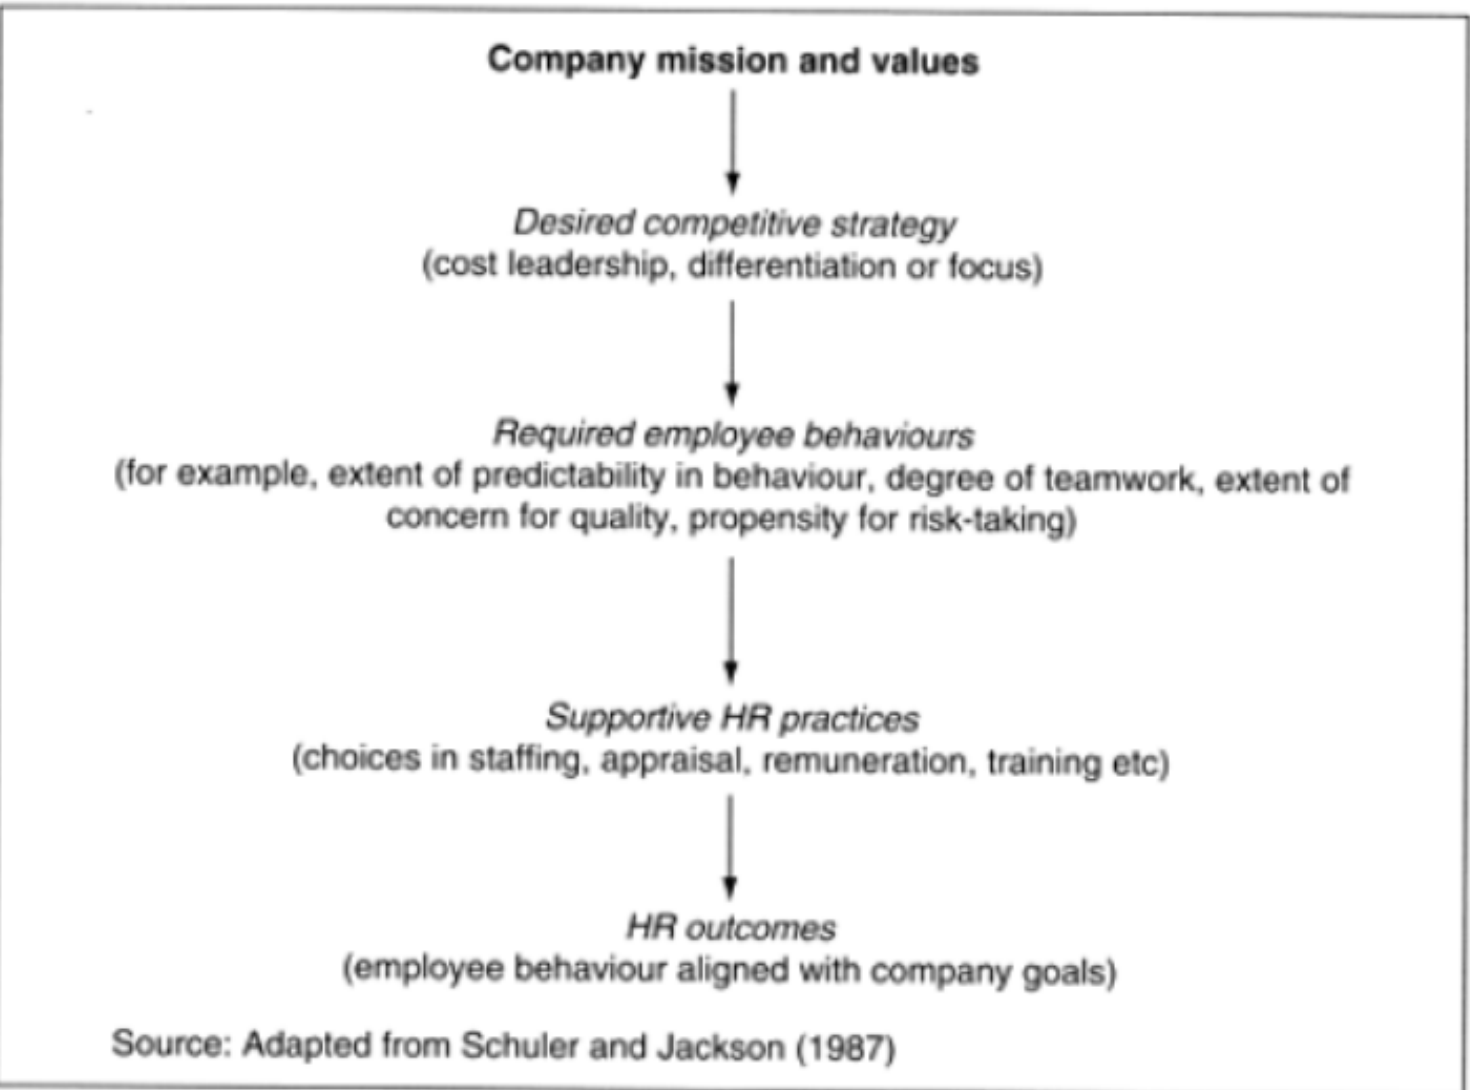 Company mission and values
Desired competitive strategy
(cost leadership, differentiation or focus)
Required employee behaviours
(for example, extent of predictability in behaviour, degree of teamwork, extent of
concern for quality, propensity for risk-taking)
Supportive HR practices
(choices in staffing, appraisal, remuneration, training etc)
HR outcomes
(employee behaviour aligned with company goals)
Source: Adapted from Schuler and Jackson (1987)